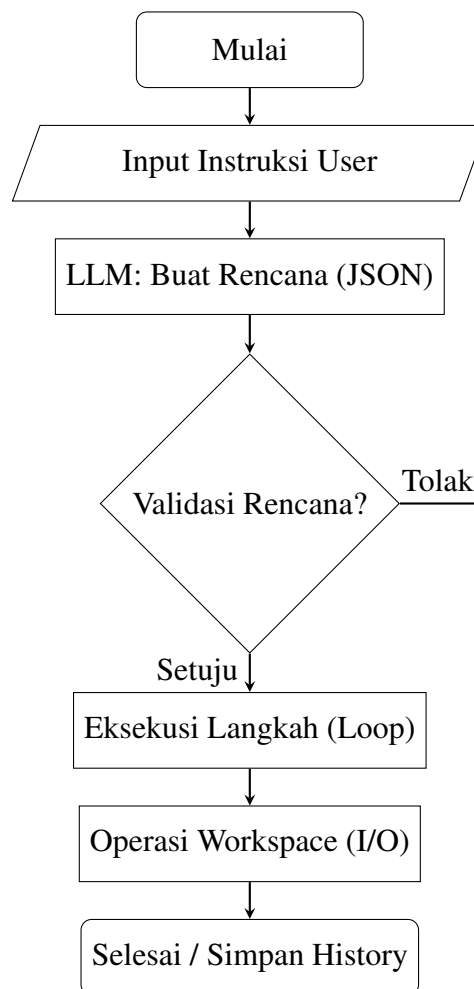 Mulai
Input Instruksi User
LLM: Buat Rencana (JSON)
Validasi Rencana?
Tolak
Setuju
Eksekusi Langkah (Loop)
Operasi Workspace (I/O)
Selesai / Simpan History